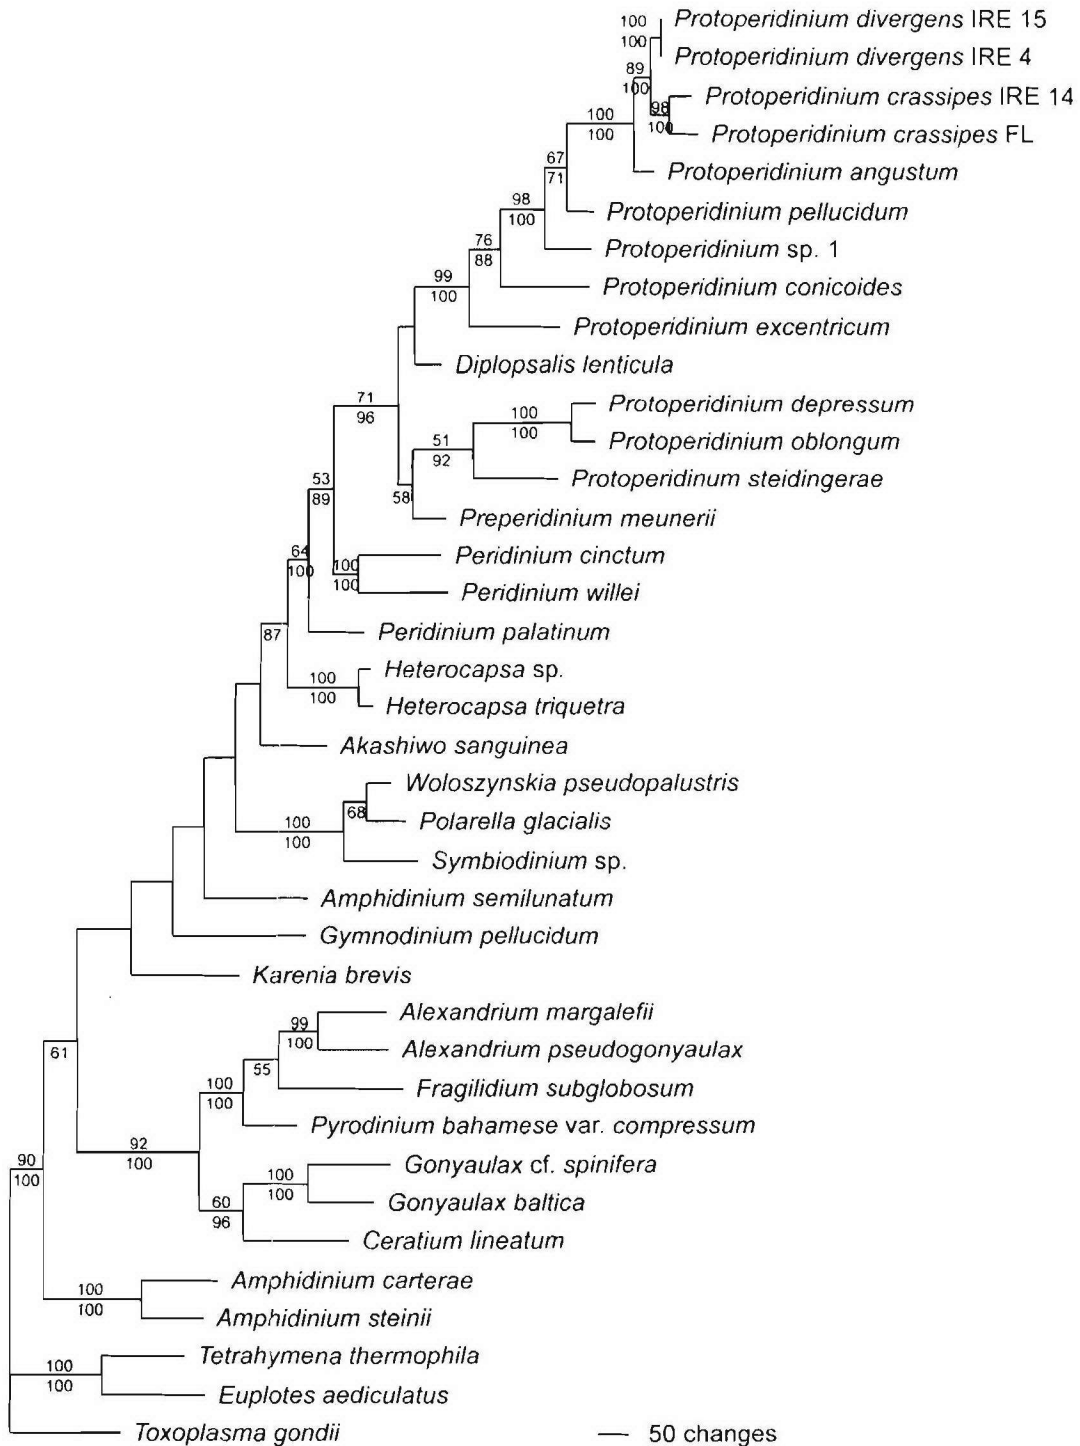 100
Protoperidinium divergens IRE 15
100
Protoperidinium divergens IRE 4
89
100
Protoperidinium crassipes IRE 14
98
100
Protoperidinium crassipes FL
100
100
Protoperidinium angustum
67
71
Protoperidinium pellucidum
98
100
Protoperidinium sp. 1
76
88
Protoperidinium conicoides
99
100
Protoperidinium excentricum
Diplopsalis lenticula
71
96
Protoperidinium depressum
100
100
Protoperidinium oblongum
51
92
Protoperidinum steidingerae
58
Preperidinium meunerii
53
89
Peridinium cinctum
100
100
Peridinium willei
64
100
Peridinium palatinum
87
Heterocapsa sp.
100
100
Heterocapsa triquetra
Akashiwo sanguinea
Woloszynskia pseudopalustris
68
Polarella glacialis
100
100
Symbiodinium sp.
Amphidinium semilunatum
Gymnodinium pellucidum
Karenia brevis
61
Alexandrium margalefii
99
100
Alexandrium pseudogonyaulax
55
Fragilidium subglobosum
100
100
Pyrodinium bahamese var. compressum
92
100
Gonyaulax cf. spinifera
100
100
Gonyaulax baltica
60
96
Ceratium lineatum
90
100
Amphidinium carterae
100
100
Amphidinium steinii
Tetrahymena thermophila
100
100
Euplotes aediculatus
Toxoplasma gondii
50 changes